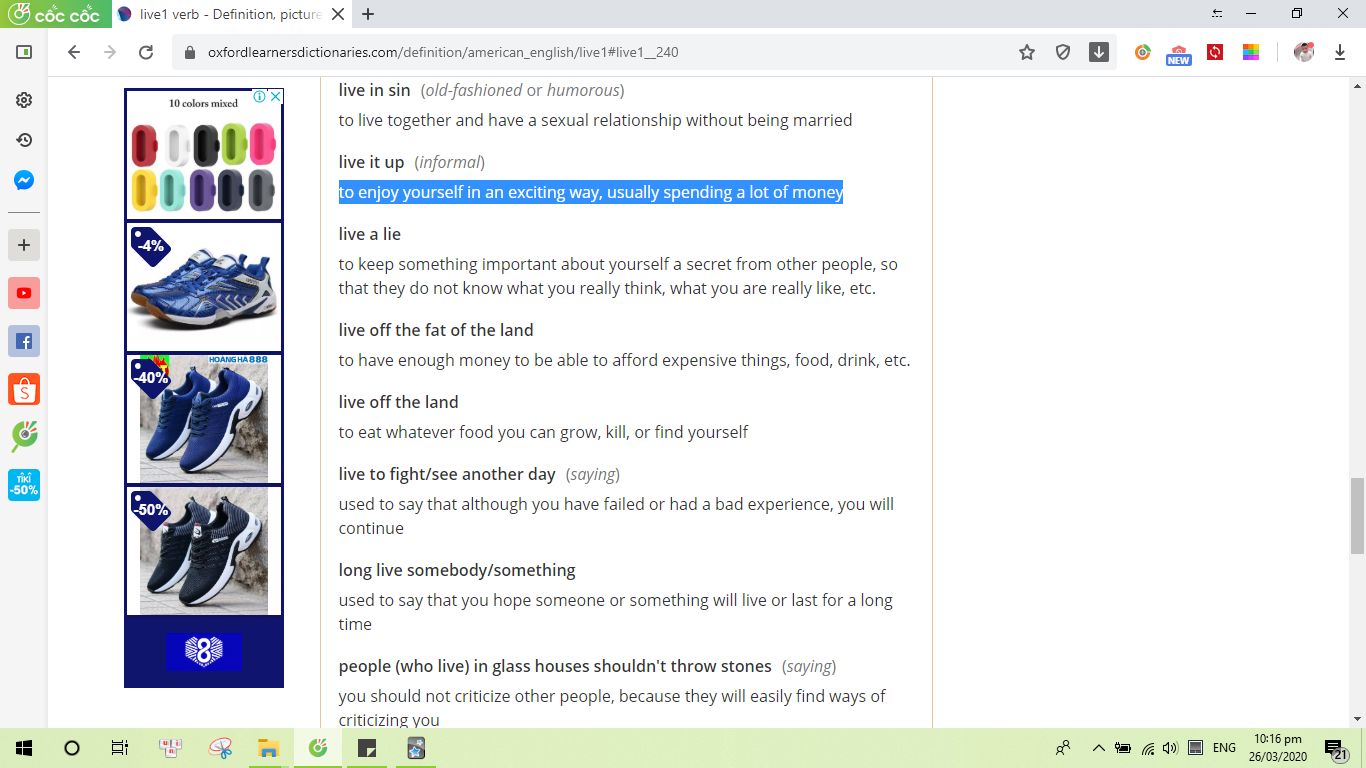 cốc cốc
live1 verb - Definition, picture
oxfordlearnersdictionaries.com/definition/american_english/live1#live1__240
NEW
10 colors mixed
-4%
HOANG HA 888
-40%
-50%
8
TIKI
-50%
live in sin (old-fashioned or humorous)
to live together and have a sexual relationship without being married
live it up (informal)
to enjoy yourself in an exciting way, usually spending a lot of money
live a lie
to keep something important about yourself a secret from other people, so
that they do not know what you really think, what you are really like, etc.
live off the fat of the land
to have enough money to be able to afford expensive things, food, drink, etc.
live off the land
to eat whatever food you can grow, kill, or find yourself
live to fight/see another day (saying)
used to say that although you have failed or had a bad experience, you will
continue
long live somebody/something
used to say that you hope someone or something will live or last for a long
time
people (who live) in glass houses shouldn't throw stones (saying)
you should not criticize other people, because they will easily find ways of
criticizing you
ENG
10:16 pm
26/03/2020
21